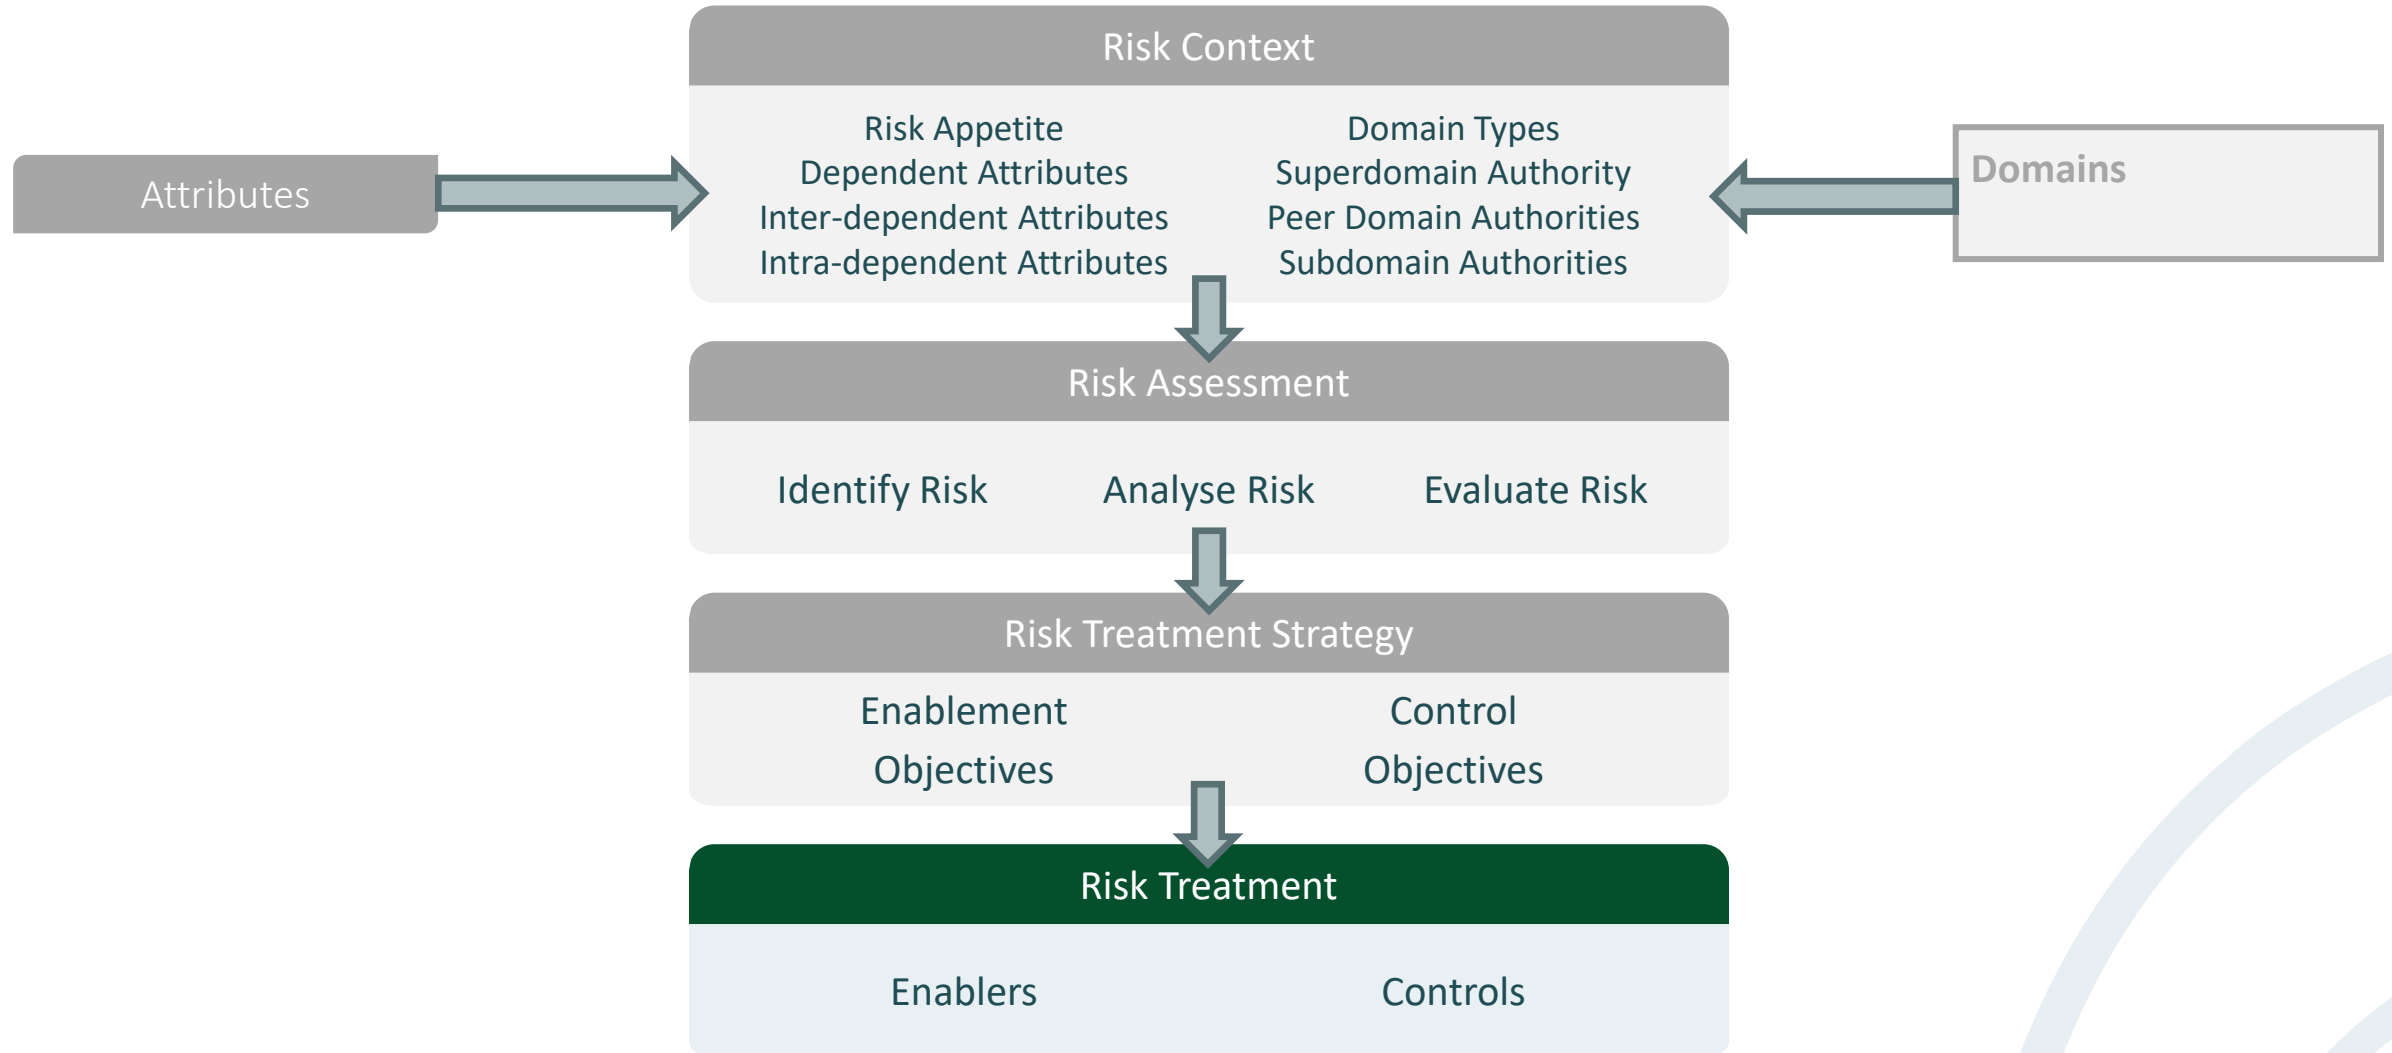 Risk Context
Attributes
Risk Appetite
Dependent Attributes
Inter-dependent Attributes
Intra-dependent Attributes
Domain Types
Superdomain Authority
Peer Domain Authorities
Subdomain Authorities
Domains
Risk Assessment
Identify Risk
Analyse Risk
Evaluate Risk
Risk Treatment Strategy
Enablement
Objectives
Control
Objectives
Risk Treatment
Enablers
Controls